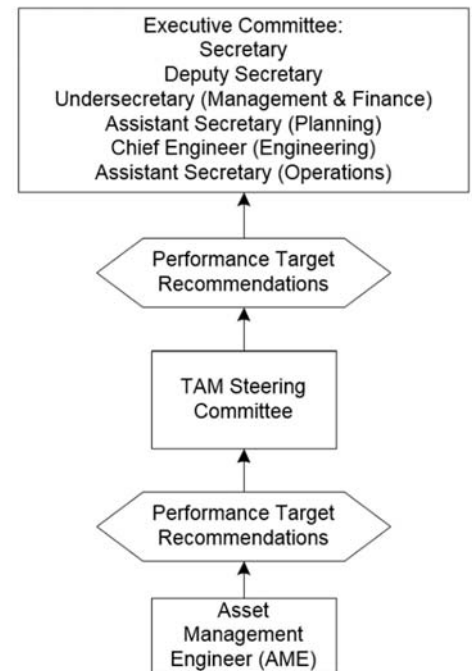 Executive Committee:
Secretary
Deputy Secretary
Undersecretary (Management & Finance)
Assistant Secretary (Planning)
Chief Engineer (Engineering)
Assistant Secretary (Operations)
Performance Target
Recommendations
TAM Steering
Committee
Performance Target
Recommendations
Asset
Management
Engineer (AME)